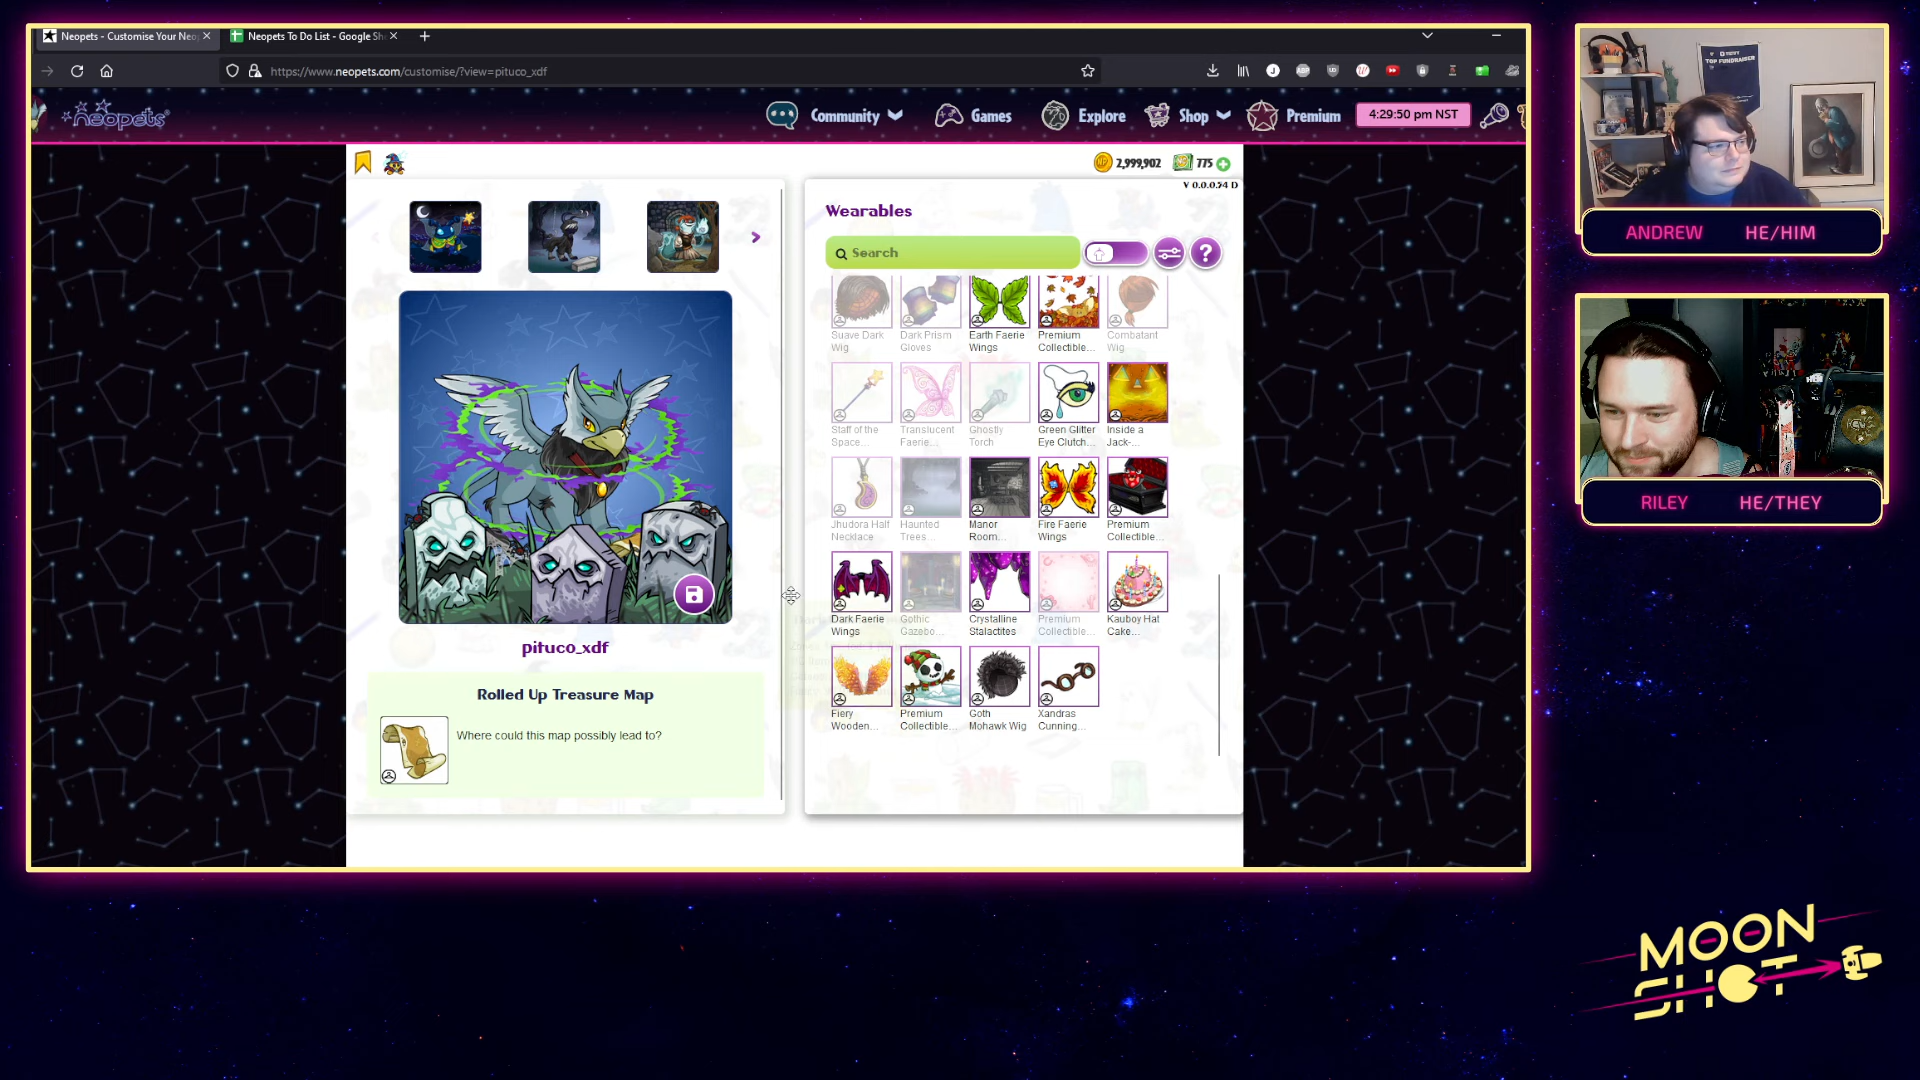 Neopets - Customise Your Neo
Neopets To Do List - Google Sh
https://www.neopets.com/customise/?view=pituco_xdf
neopets
Community
Games
Explore
Shop
Premium
4:29:50 pm NST
NP 2,999,902
775
V 0.0.054 D
Wearables
Search
?
Suave Dark Wig
Dark Prism Gloves
Earth Faerie Wings
Premium Collectible...
Combatant Wig
Staff of the Space...
Translucent Faerie...
Ghostly Torch
Green Glitter Eye Clutch...
Inside a Jack-...
Jhudora Half Necklace
Haunted Trees...
Manor Room...
Fire Faerie Wings
Premium Collectible...
Dark Faerie Wings
Gothic Gazebo...
Crystalline Stalactites
Premium Collectible...
Kauboy Hat Cake...
Fiery Wooden...
Premium Collectible...
Goth Mohawk Wig
Xandras Cunning...
pituco_xdf
Rolled Up Treasure Map
Where could this map possibly lead to?
TOP FUNDRAISER
ANDREW HE/HIM
RILEY HE/THEY
MOON
SHOT